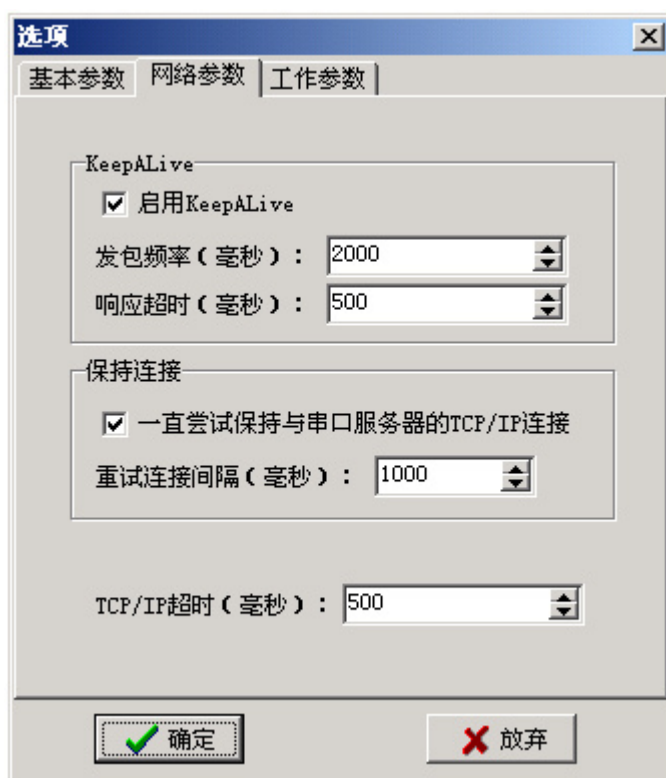 选项
基本参数 网络参数 工作参数
KeepALive
启用KeepALive
发包频率(毫秒): 2000
响应超时(毫秒): 500
保持连接
一直尝试保持与串口服务器的TCP/IP连接
重试连接间隔(毫秒): 1000
TCP/IP超时(毫秒): 500
确定 放弃